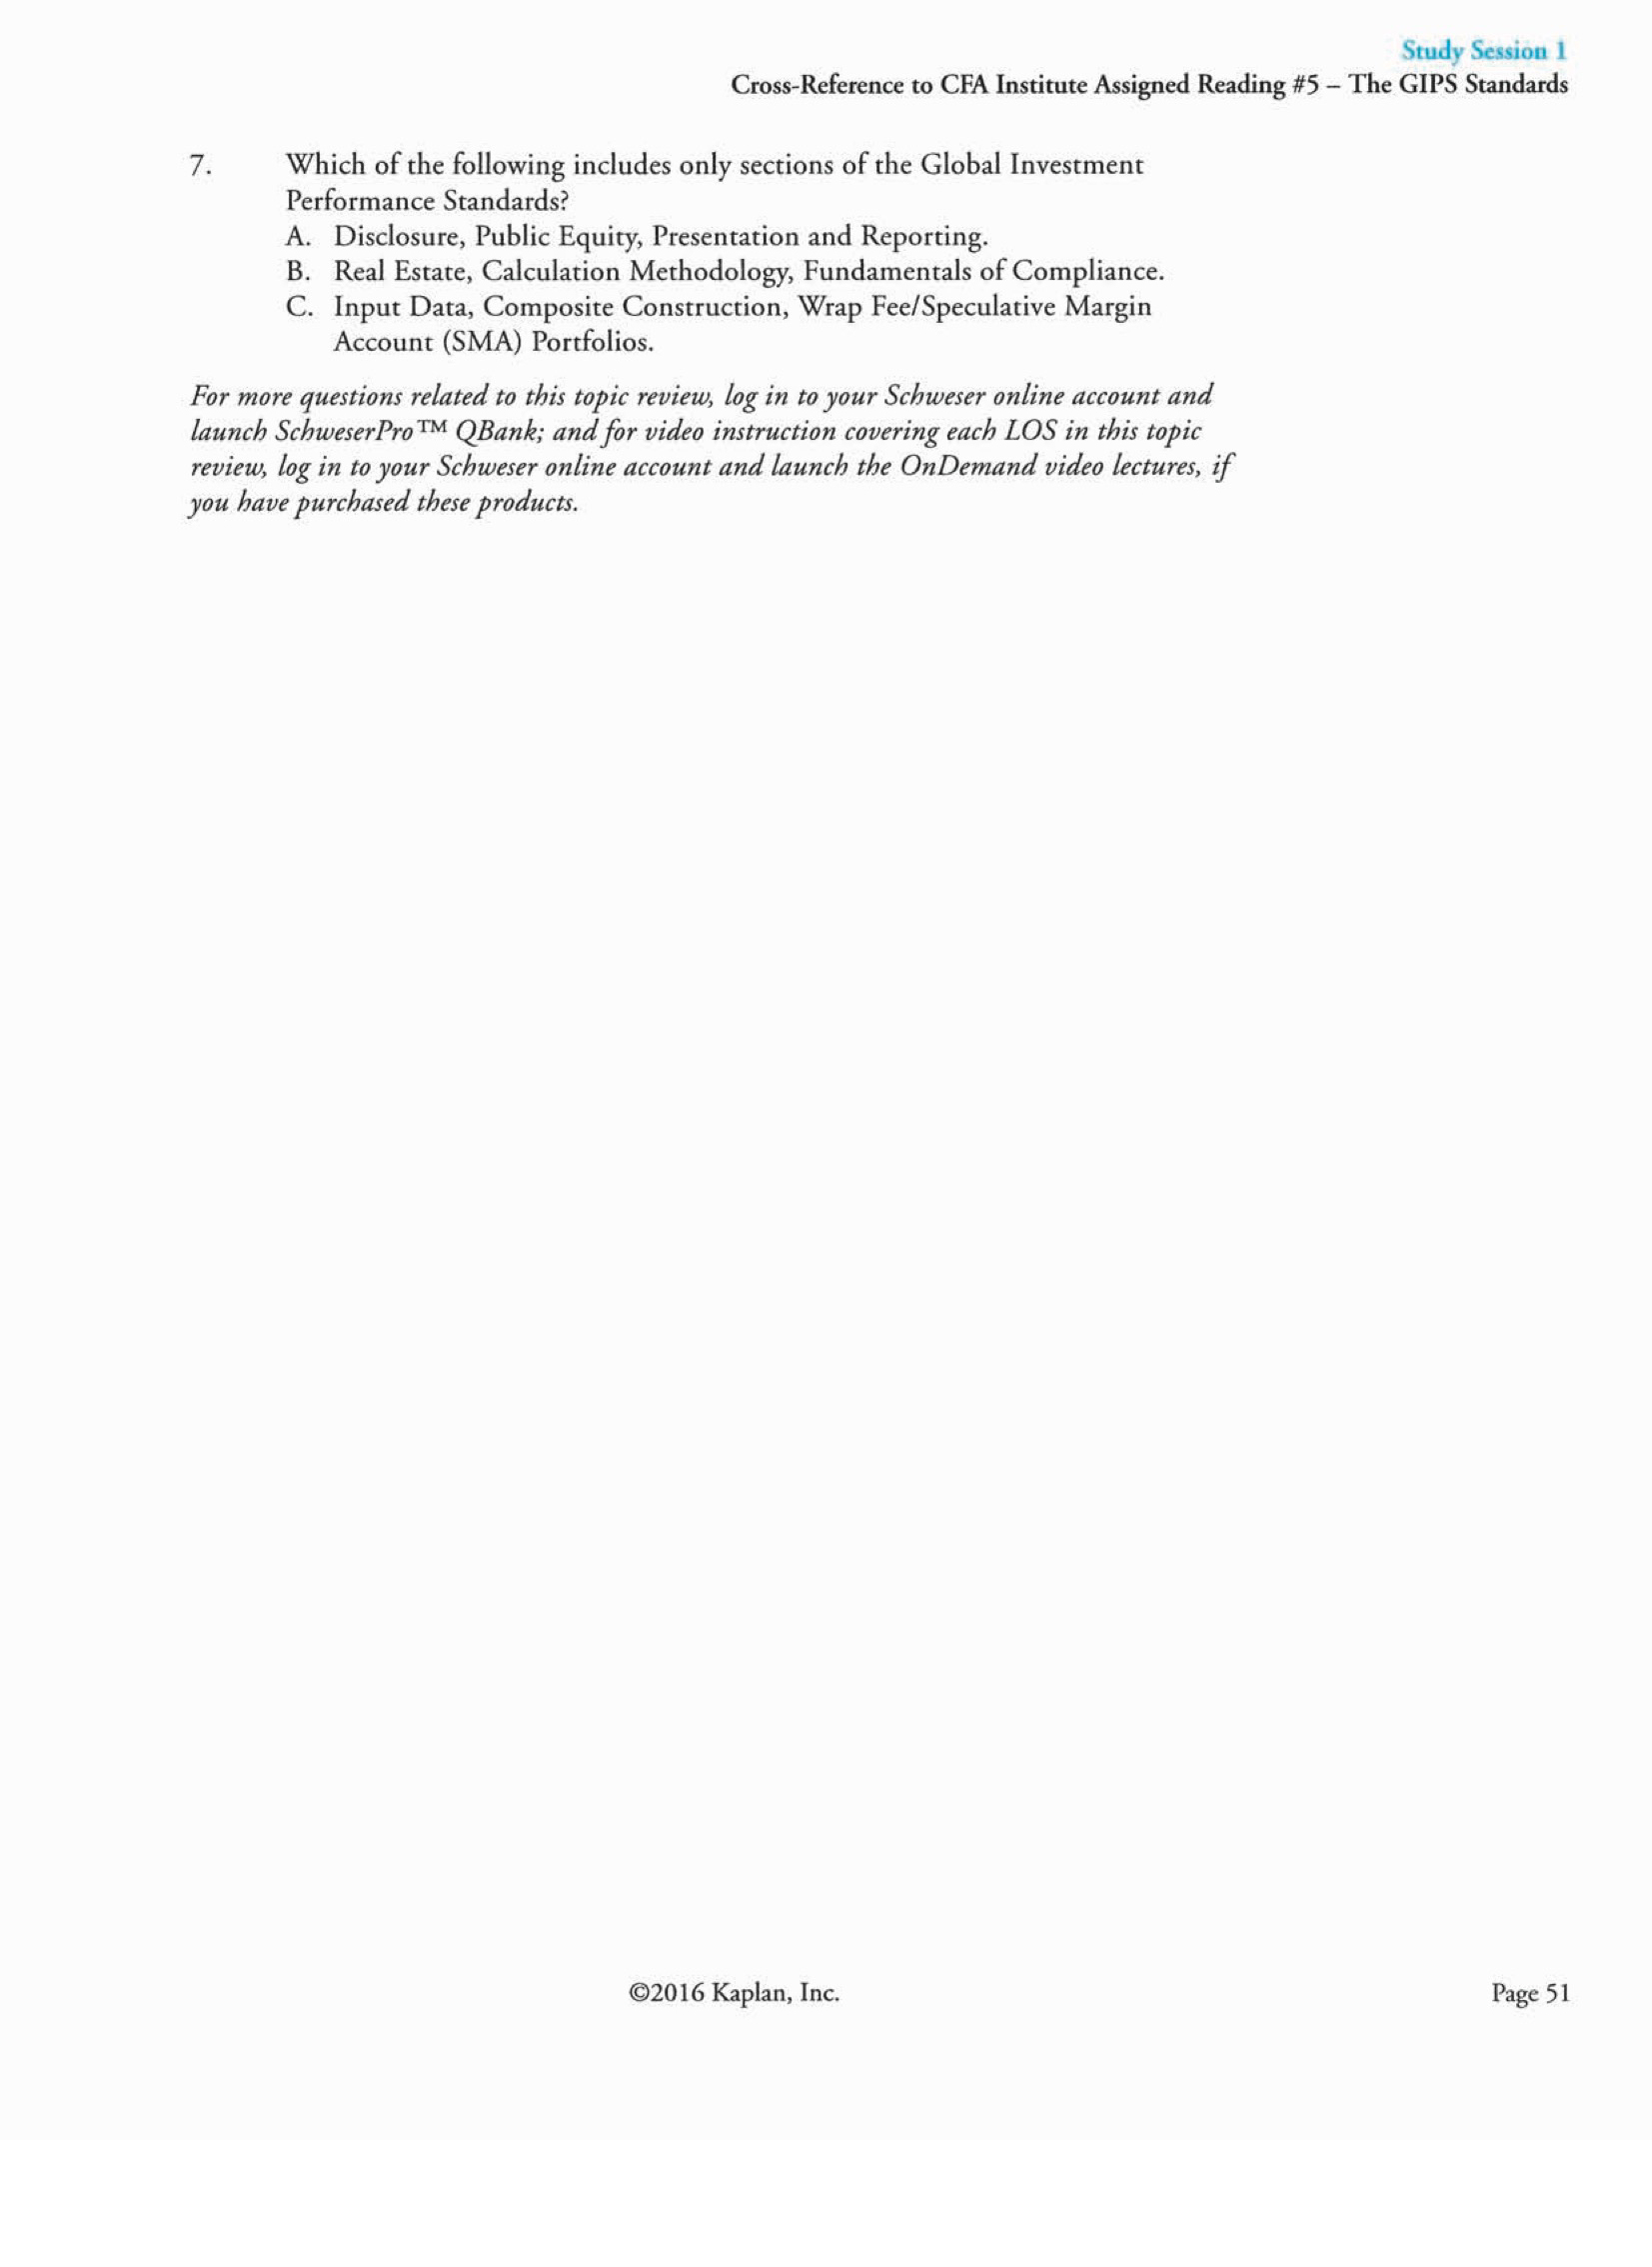 Study Session 1
Cross-Reference to CFA Institute Assigned Reading #5 – The GIPS Standards
7. Which of the following includes only sections of the Global Investment
Performance Standards?
A. Disclosure, Public Equity, Presentation and Reporting.
B. Real Estate, Calculation Methodology, Fundamentals of Compliance.
C. Input Data, Composite Construction, Wrap Fee/Speculative Margin
Account (SMA) Portfolios.
For more questions related to this topic review, log in to your Schweser online account and
launch SchweserPro™ QBank; and for video instruction covering each LOS in this topic
review, log in to your Schweser online account and launch the OnDemand video lectures, if
you have purchased these products.
©2016 Kaplan, Inc.
Page 51